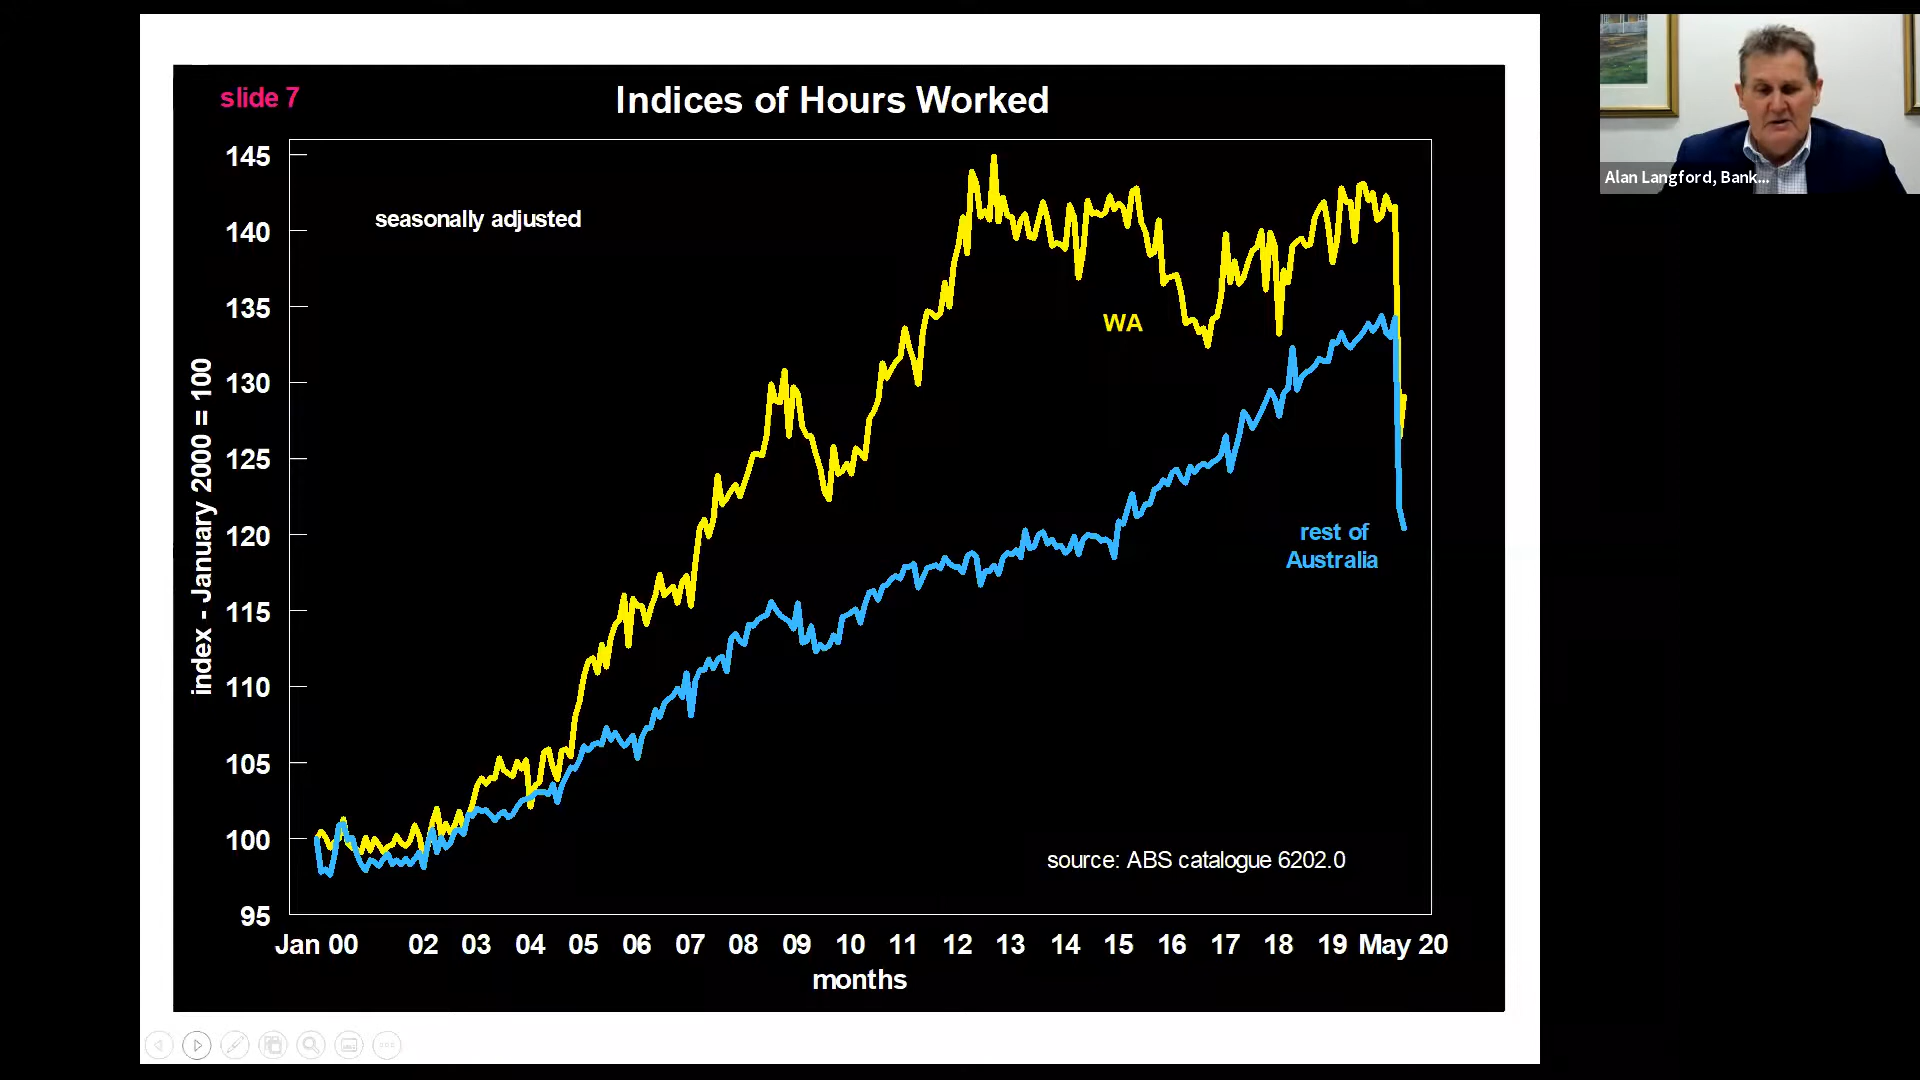 slide 7
Indices of Hours Worked
seasonally adjusted
145
140
135
130
125
120
115
110
105
100
95
index - January 2000 = 100
WA
rest of
Australia
source: ABS catalogue 6202.0
Jan 00 02 03 04 05 06 07 08 09 10 11 12 13 14 15 16 17 18 19 May 20
months
Alan Langford, Bank...